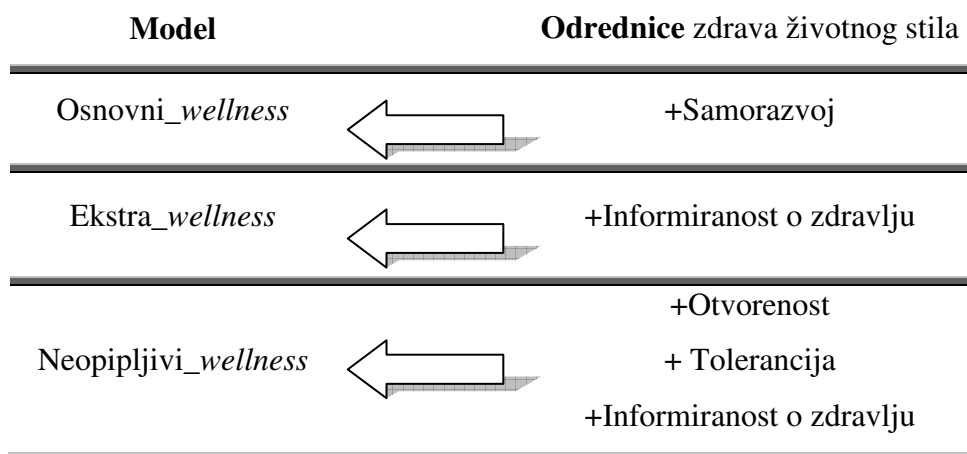 Model Odrednice zdrava životnog stila
Osnovni_wellness +Samorazvoj
Ekstra_wellness +Informiranost o zdravlju
+Otvorenost
Neopipljivi_wellness + Tolerancija
+Informiranost o zdravlju